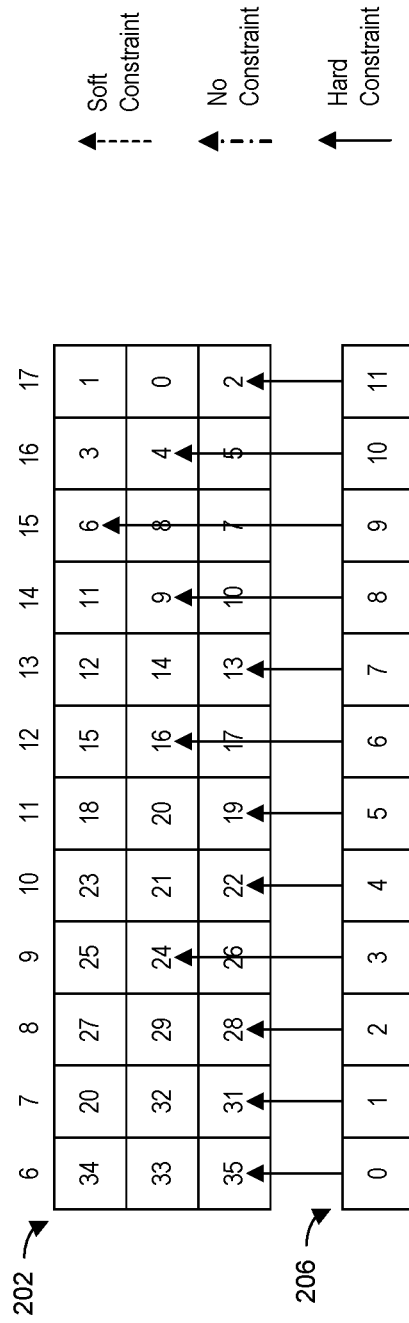 6 7 8 9 10 11 12 13 14 15 16 17
202
34 20 27 25 23 18 15 12 11 6 3 1
33 32 29 24 21 20 16 14 9 8 4 0
35 31 28 26 22 19 17 13 10 7 5 2
206
0 1 2 3 4 5 6 7 8 9 10 11
Soft
Constraint
No
Constraint
Hard
Constraint